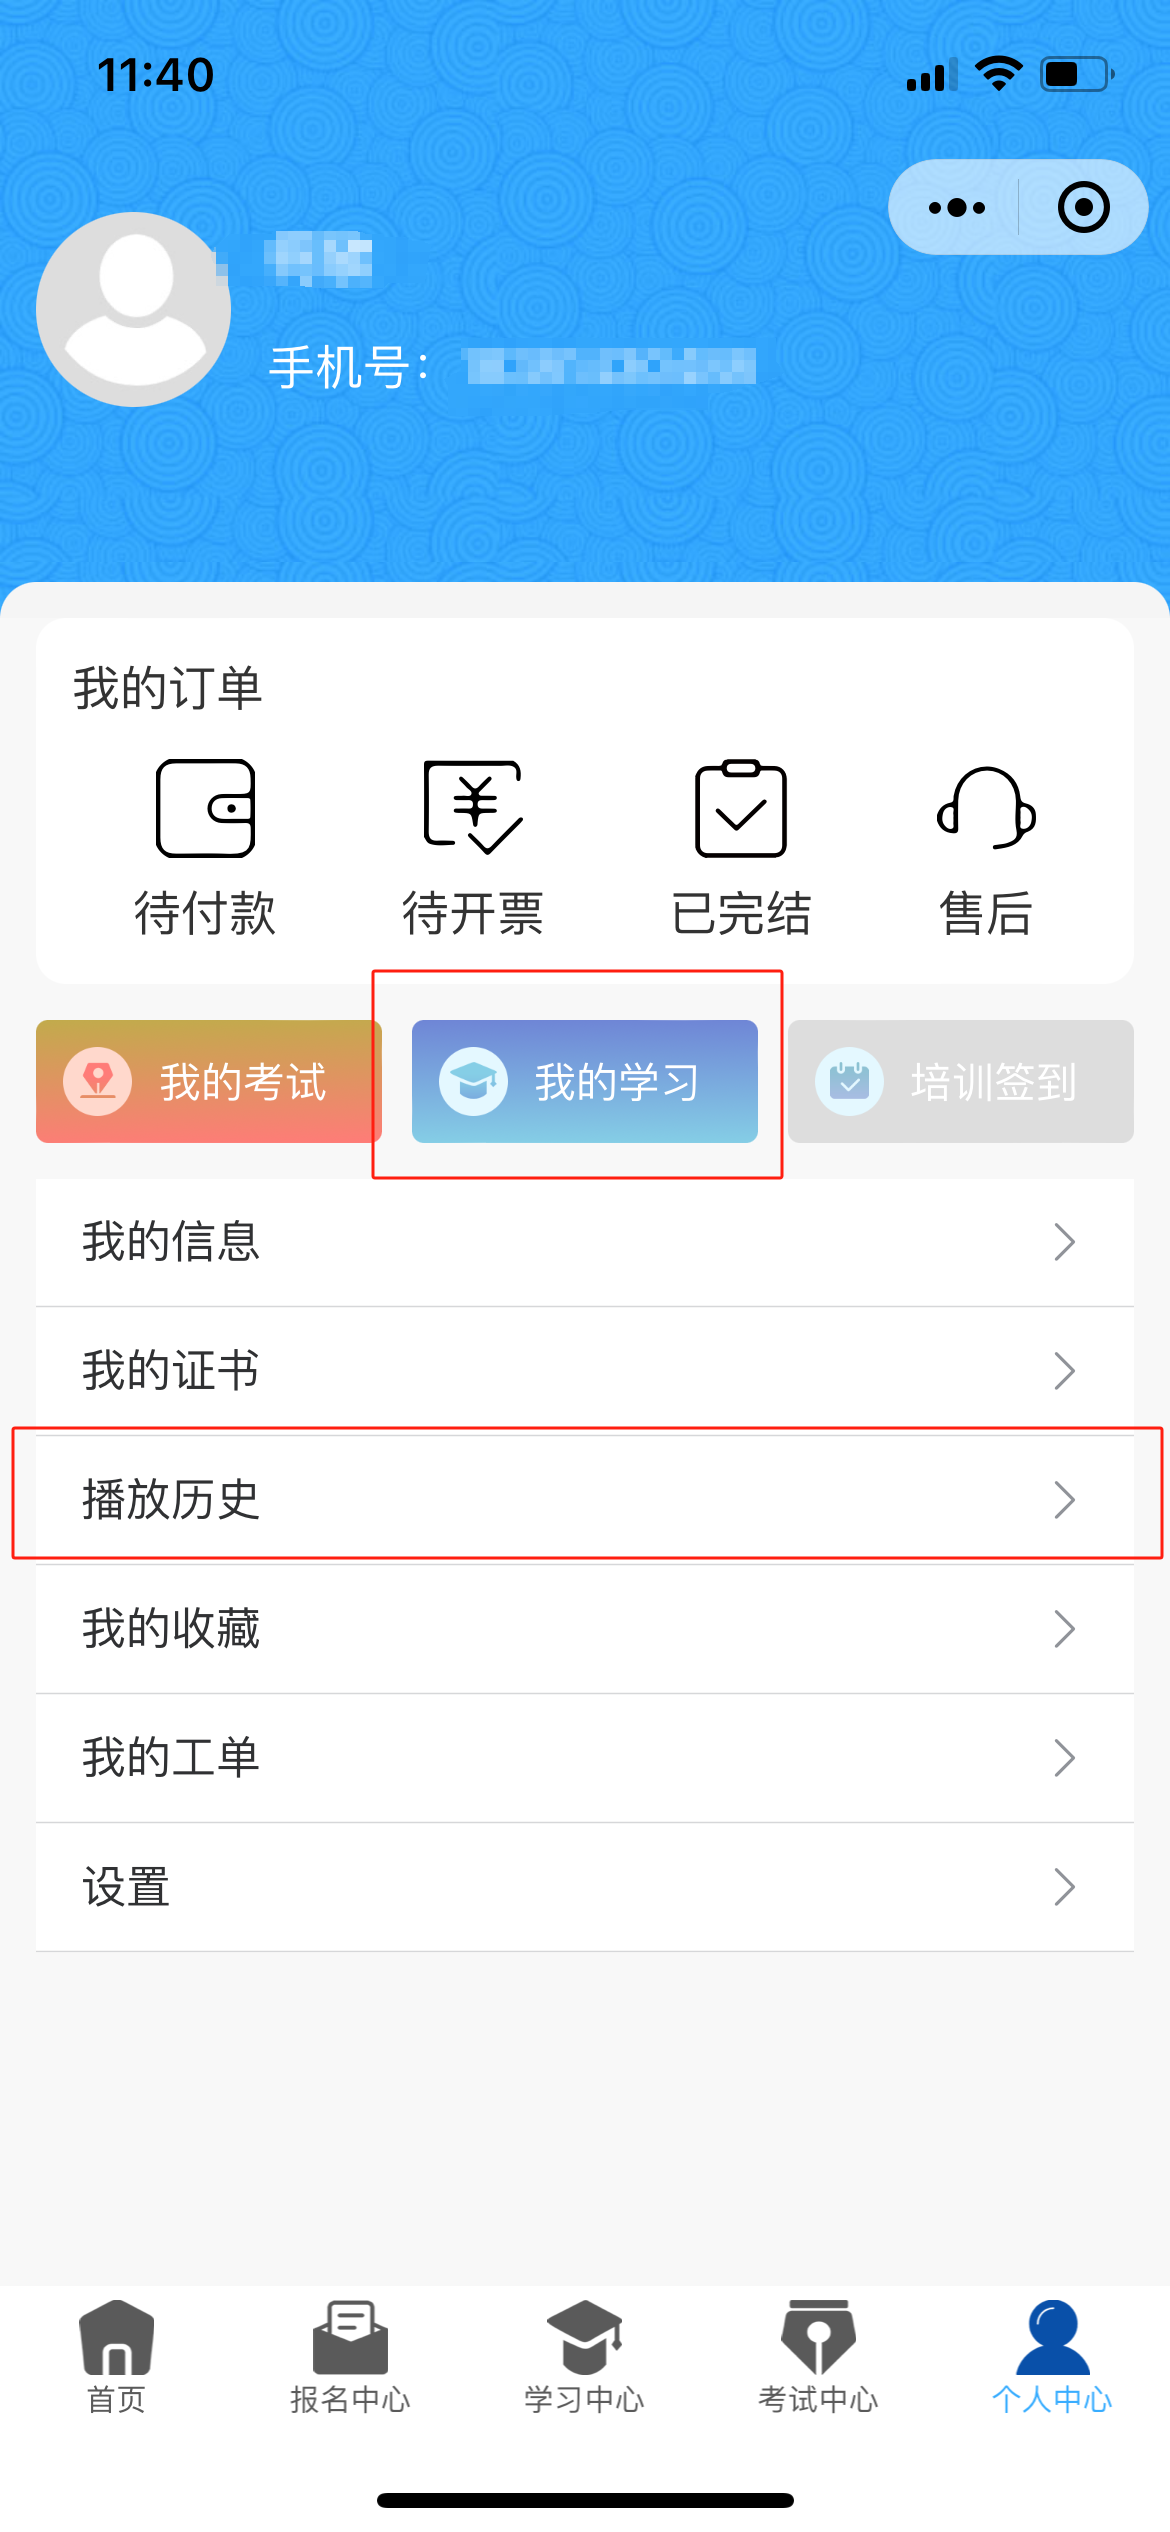 11:40
手机号：
我的订单
待付款 待开票 已完结 售后
我的考试 我的学习 培训签到
我的信息
我的证书
播放历史
我的收藏
我的工单
设置
首页 报名中心 学习中心 考试中心 个人中心